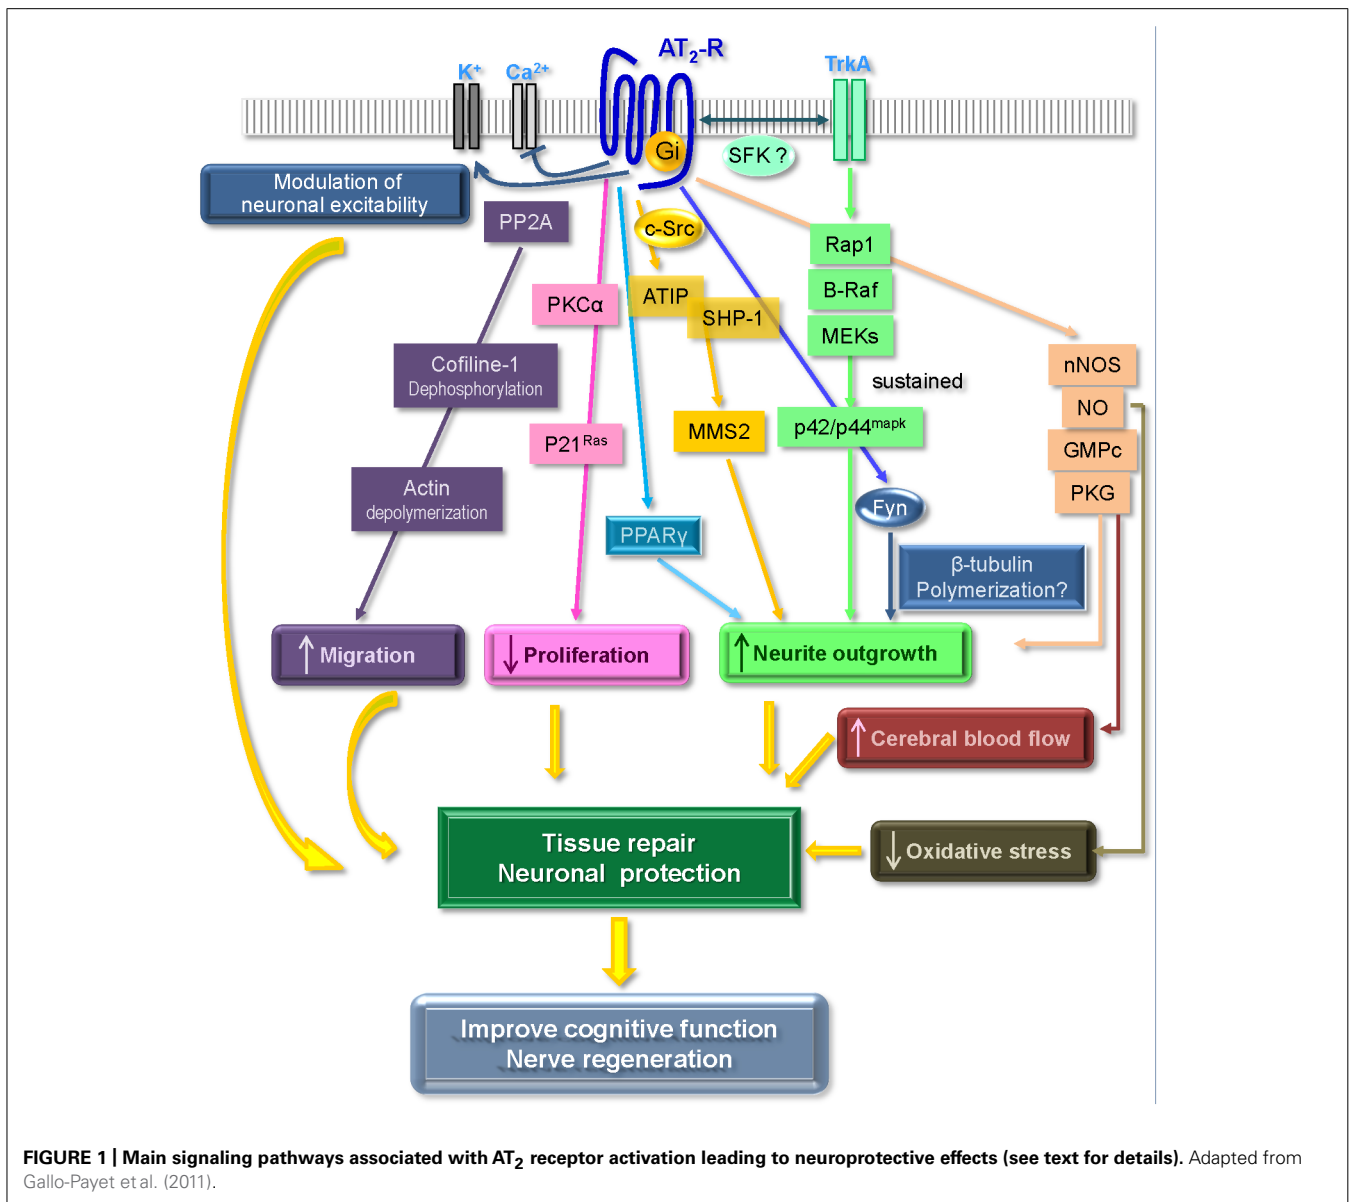 AT2-R
K+
Ca2+
TrkA
Gi
SFK ?
Modulation of
neuronal excitability
PP2A
c-Src
Rap1
PKCα
ATIP
SHP-1
B-Raf
MEKs
nNOS
Cofiline-1
Dephosphorylation
sustained
NO
P21Ras
MMS2
p42/p44mapk
GMPc
Actin
depolymerization
PKG
Fyn
PPARγ
β-tubulin
Polymerization?
Migration
Proliferation
Neurite outgrowth
Cerebral blood flow
Tissue repair
Neuronal protection
Oxidative stress
Improve cognitive function
Nerve regeneration
FIGURE 1 | Main signaling pathways associated with AT2 receptor activation leading to neuroprotective effects (see text for details). Adapted from
Gallo-Payet et al. (2011).